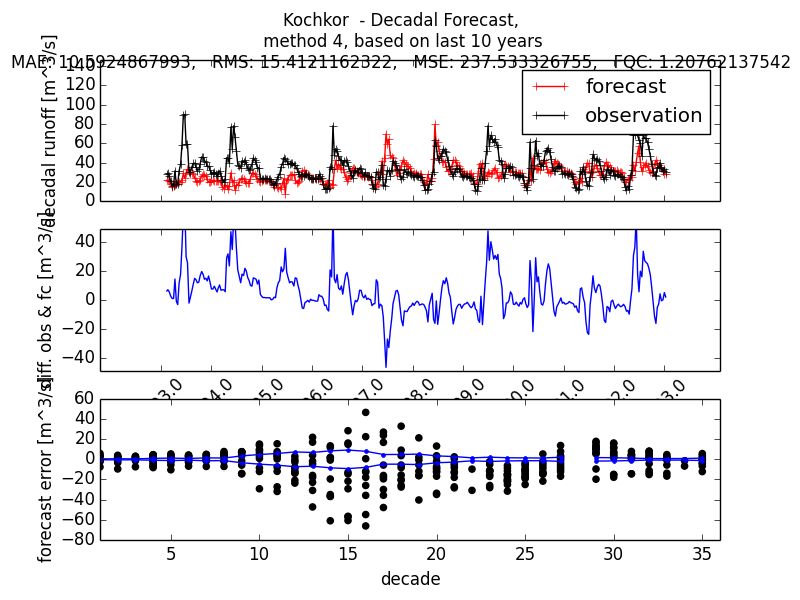 Kochkor - Decadal Forecast,
method 4, based on last 10 years
MAE: 10.5924867993, RMS: 15.4121162322, MSE: 237.533326755, FQC: 1.20762137542
140
120
100
80
60
40
20
0
decadal runoff [m^3/s]
forecast
observation
40
20
0
−20
−40
diff. obs & fc [m^3/s]
60
40
20
0
−20
−40
−60
−80
forecast error [m^3/s]
5 10 15 20 25 30 35
decade